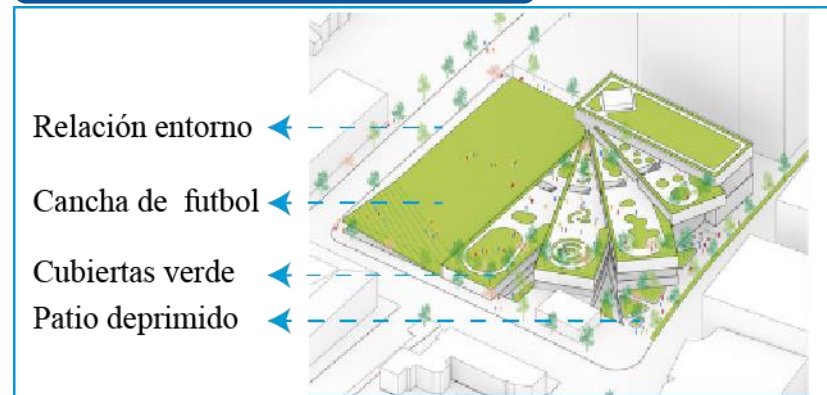 Relación entorno
Cancha de futbol
Cubiertas verde
Patio deprimido